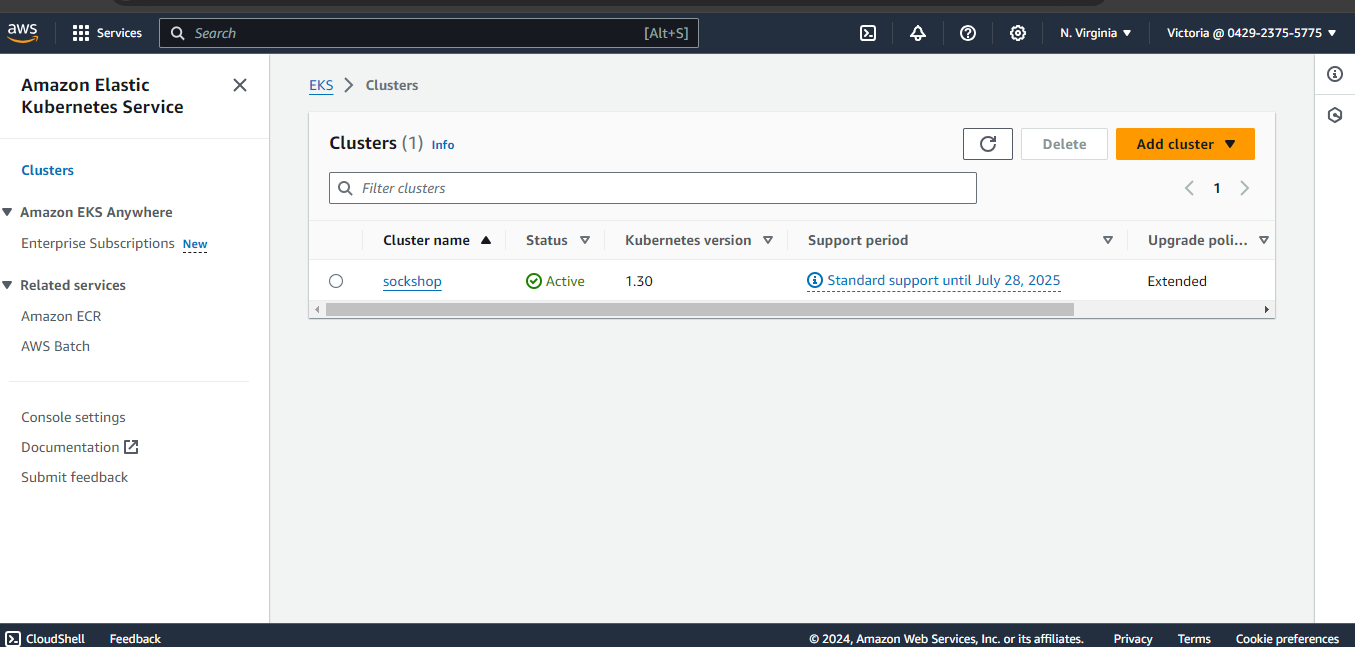 aws Services Search [Alt+S] N. Virginia Victoria @ 0429-2375-5775
Amazon Elastic
Kubernetes Service
Clusters
Amazon EKS Anywhere
Enterprise Subscriptions New
Related services
Amazon ECR
AWS Batch
Console settings
Documentation
Submit feedback
EKS Clusters
Clusters (1) Info Delete Add cluster
Filter clusters 1
Cluster name Status Kubernetes version Support period Upgrade poli...
sockshop Active 1.30 Standard support until July 28, 2025 Extended
CloudShell Feedback © 2024, Amazon Web Services, Inc. or its affiliates. Privacy Terms Cookie preferences